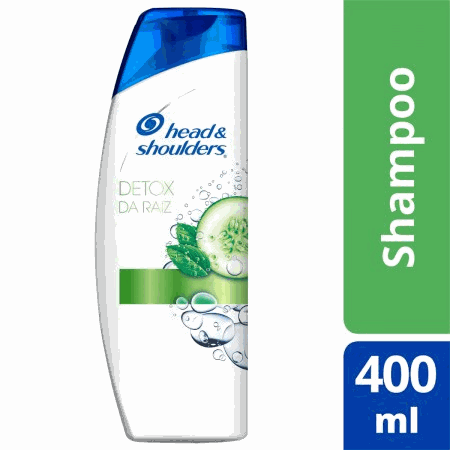 head&
shoulders®
DETOX
DA RAIZ
Shampoo
400
ml